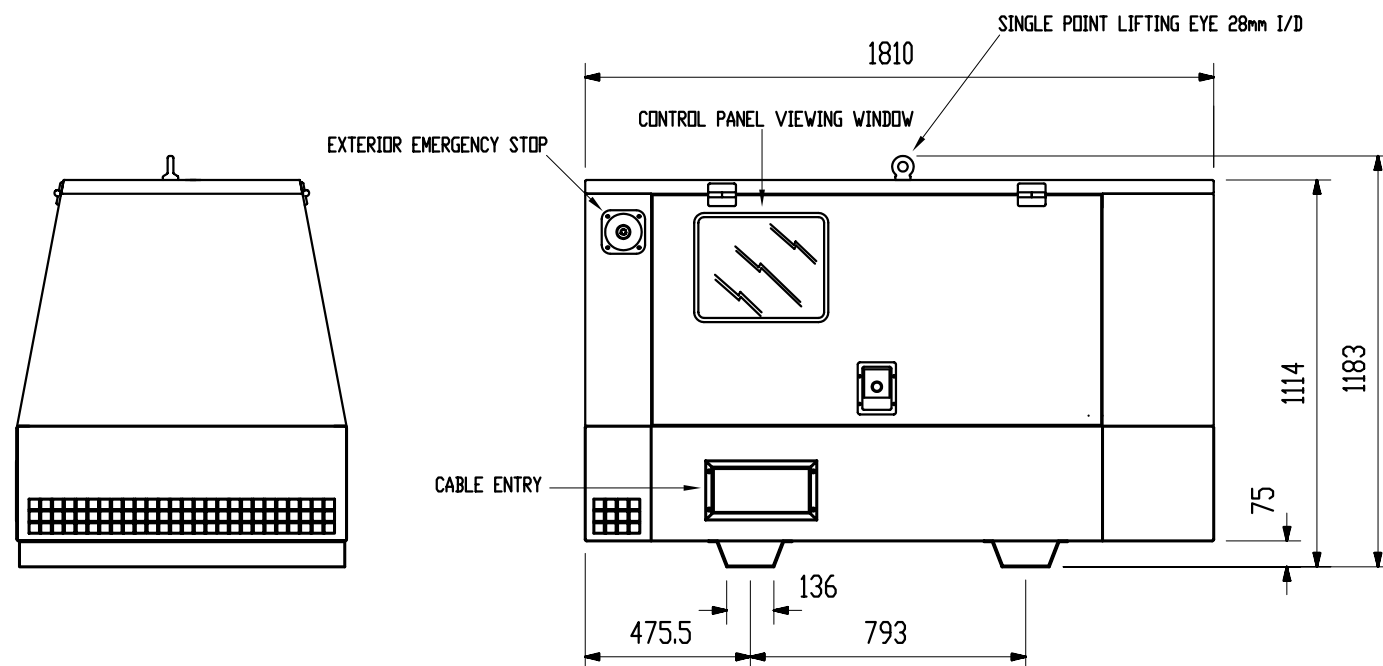 SINGLE POINT LIFTING EYE 28mm I/D
1810
CONTROL PANEL VIEWING WINDOW
EXTERIOR EMERGENCY STOP
1114
1183
CABLE ENTRY
75
136
475.5
793